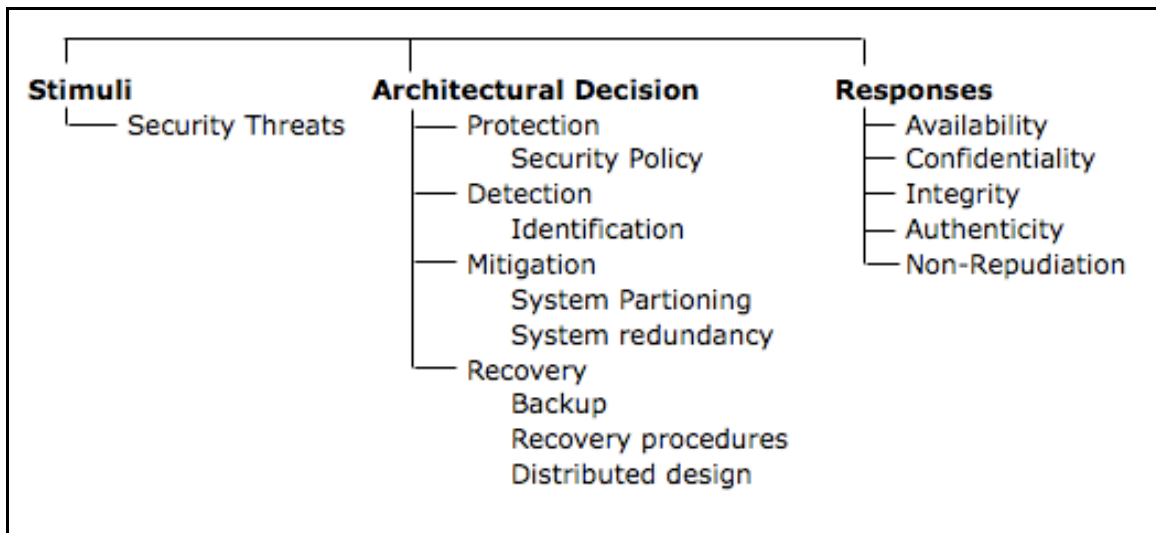 Stimuli
Security Threats
Architectural Decision
Protection
Security Policy
Detection
Identification
Mitigation
System Partioning
System redundancy
Recovery
Backup
Recovery procedures
Distributed design
Responses
Availability
Confidentiality
Integrity
Authenticity
Non-Repudiation